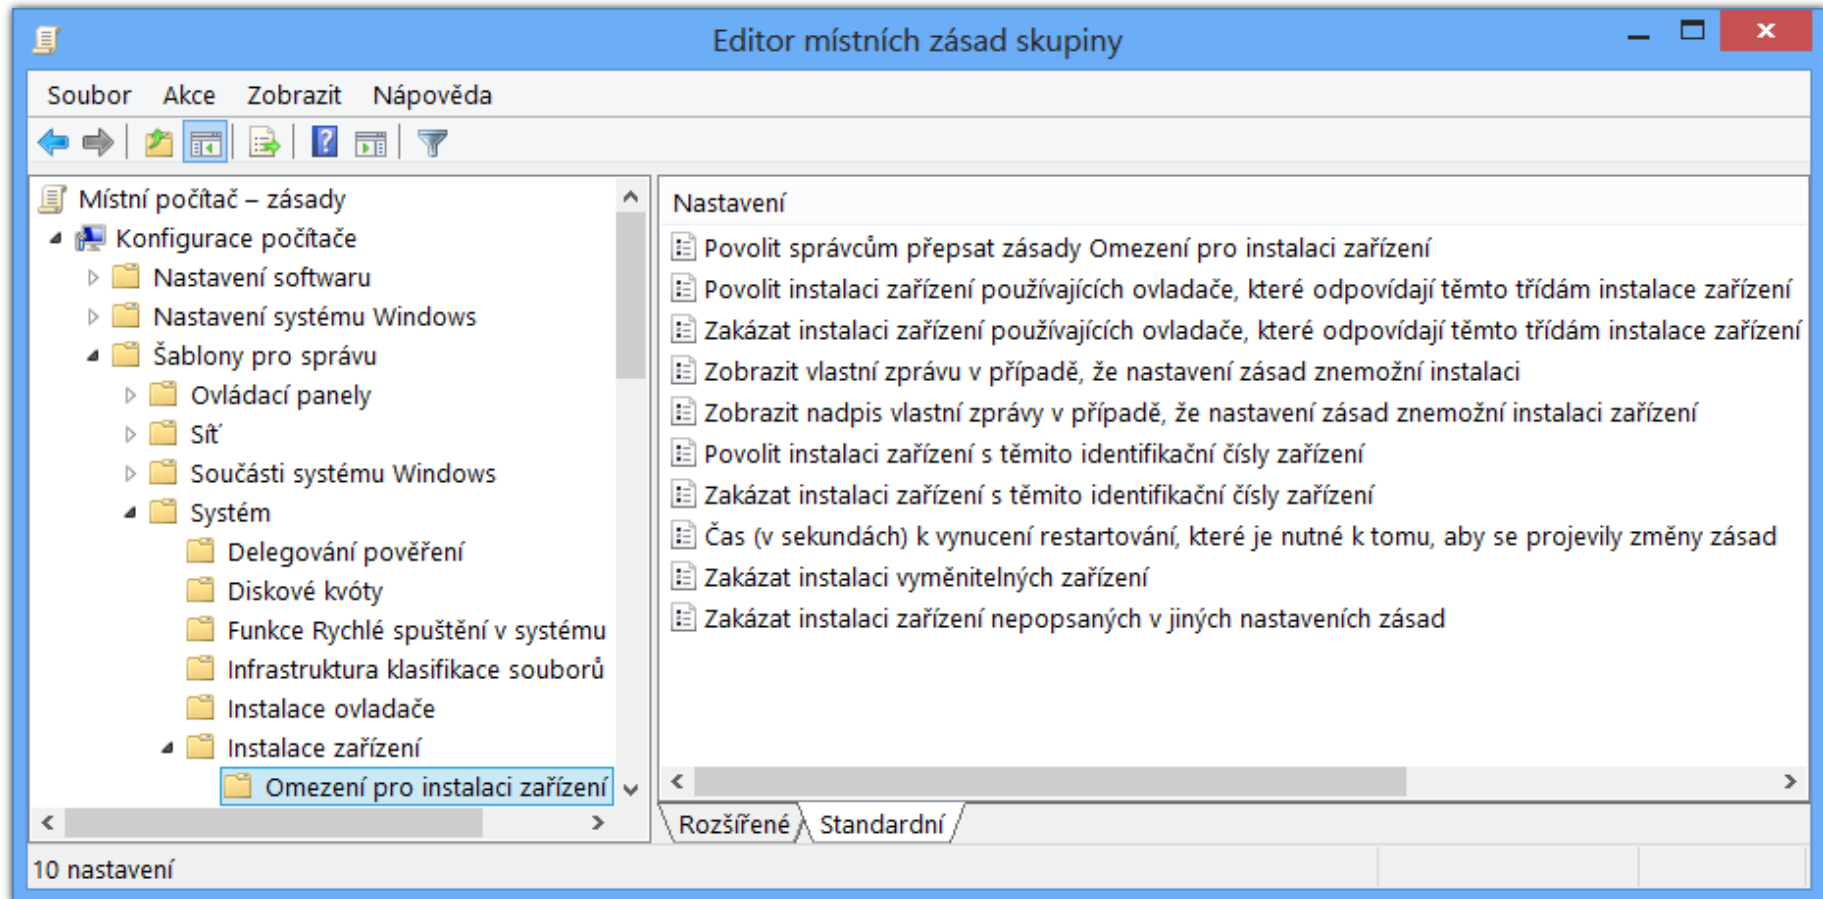 Editor místních zásad skupiny
Soubor Akce Zobrazit Nápověda
Místní počítač – zásady
Konfigurace počítače
Nastavení softwaru
Nastavení systému Windows
Šablony pro správu
Ovládací panely
Síť
Součásti systému Windows
Systém
Delegování pověření
Diskové kvóty
Funkce Rychlé spuštění v systému
Infrastruktura klasifikace souborů
Instalace ovladače
Instalace zařízení
Omezení pro instalaci zařízení
Nastavení
Povolit správcům přepsat zásady Omezení pro instalaci zařízení
Povolit instalaci zařízení používajících ovladače, které odpovídají těmto třídám instalace zařízení
Zakázat instalaci zařízení používajících ovladače, které odpovídají těmto třídám instalace zařízení
Zobrazit vlastní zprávu v případě, že nastavení zásad znemožní instalaci
Zobrazit nadpis vlastní zprávy v případě, že nastavení zásad znemožní instalaci zařízení
Povolit instalaci zařízení s těmito identifikační čísly zařízení
Zakázat instalaci zařízení s těmito identifikační čísly zařízení
Čas (v sekundách) k vynucení restartování, které je nutné k tomu, aby se projevily změny zásad
Zakázat instalaci vyměnitelných zařízení
Zakázat instalaci zařízení nepopsaných v jiných nastaveních zásad
Rozšířené Standardní
10 nastavení